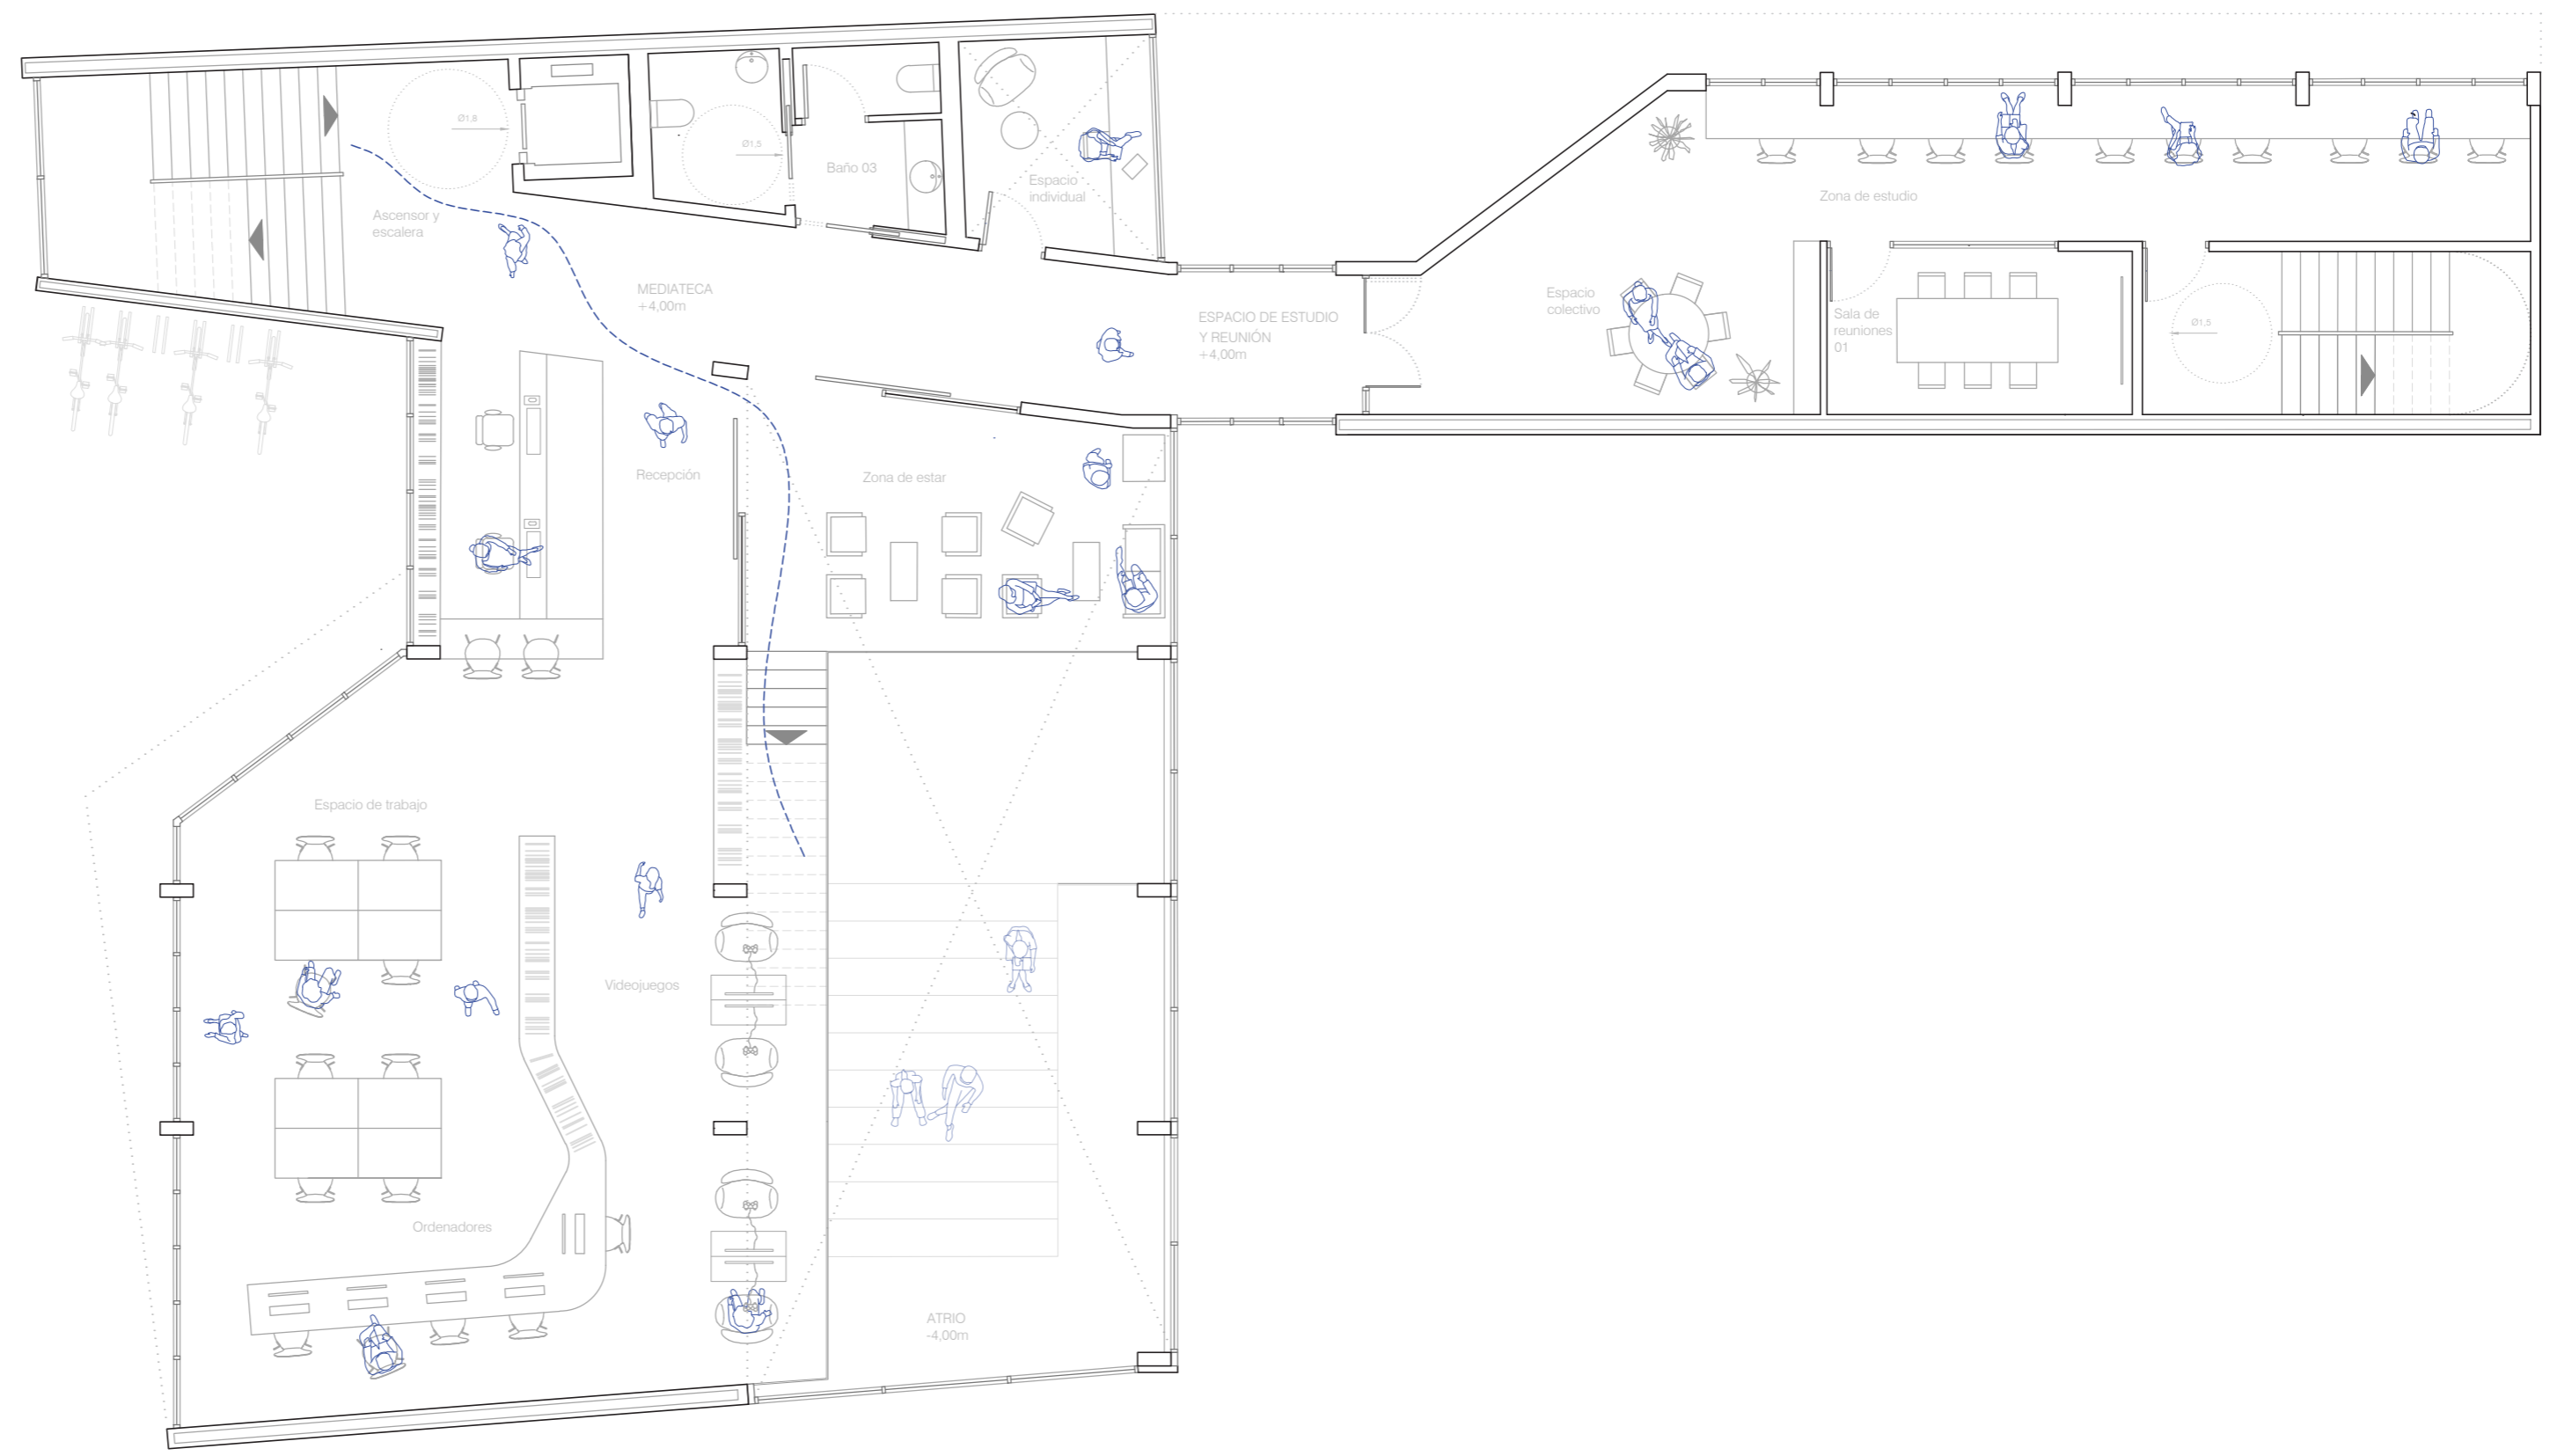 Ø1,8
Ø1,5
Baño 03
Espacio
individual
Ascensor y
escalera
MEDIATECA
+4,00m
Zona de estudio
Espacio
colectivo
ESPACIO DE ESTUDIO
Y REUNIÓN
+4,00m
Sala de
reuniones
01
Ø1,5
Recepción
Zona de estar
Espacio de trabajo
Videojuegos
Ordenadores
ATRIO
-4,00m